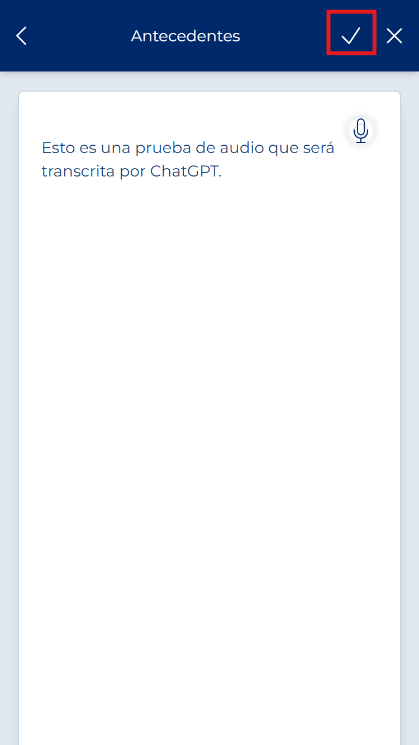 Antecedentes
Esto es una prueba de audio que será
transcrita por ChatGPT.